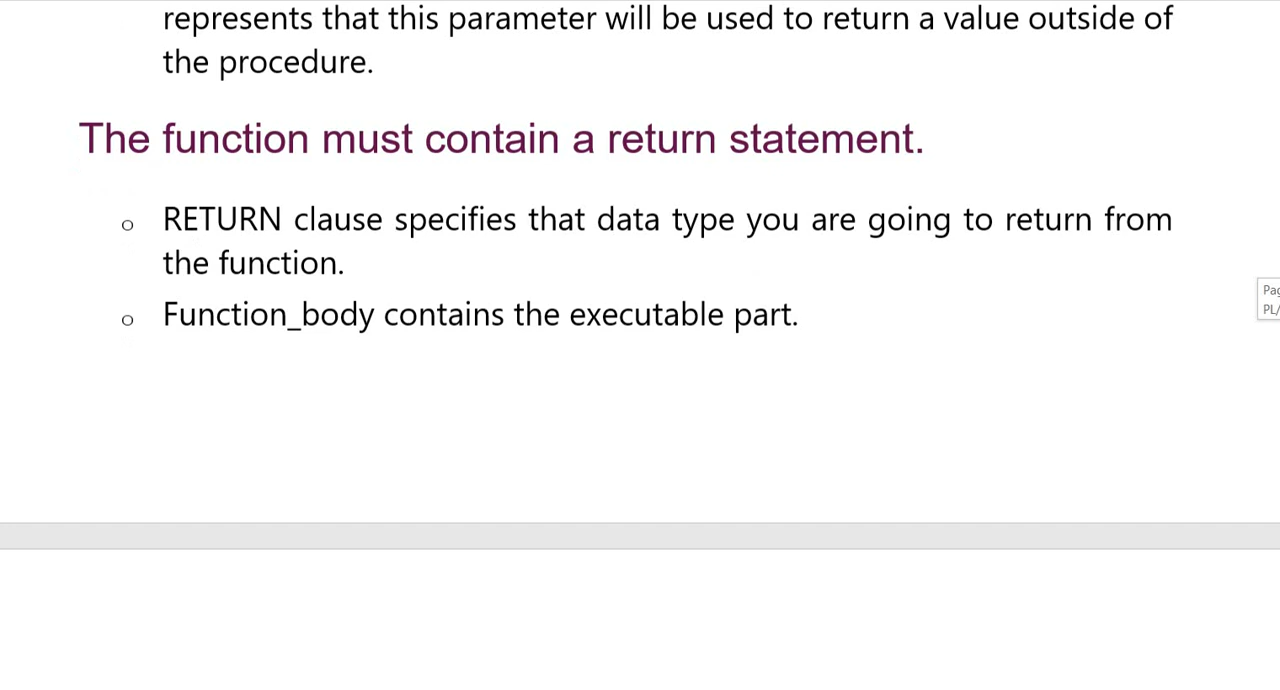 represents that this parameter will be used to return a value outside of
the procedure.
The function must contain a return statement.
o RETURN clause specifies that data type you are going to return from
the function.
o Function_body contains the executable part.
Pag
PL/